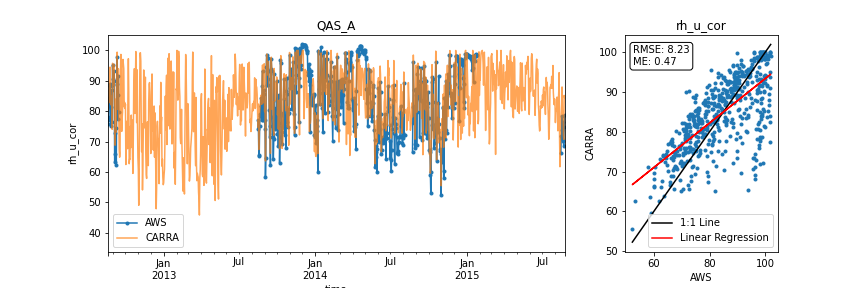 QAS_A
rh_u_cor
100
90
80
70
60
50
40
rh_u_cor
AWS
CARRA
Jan
2013
Jul
Jan
2014
Jul
Jan
2015
Jul
time
rh_u_cor
RMSE: 8.23
ME: 0.47
100
90
80
70
60
50
CARRA
1:1 Line
Linear Regression
60
80
100
AWS